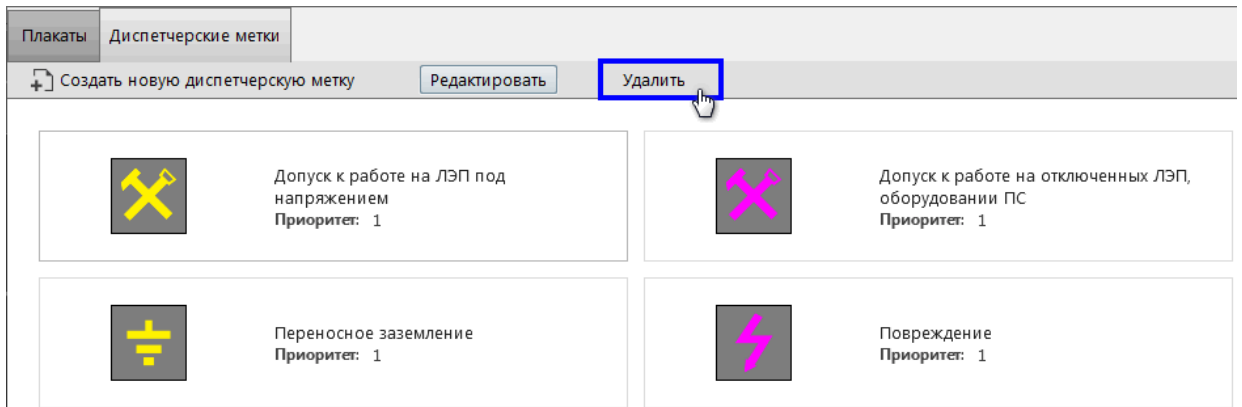 Плакаты Диспетчерские метки
Создать новую диспетчерскую метку Редактировать Удалить
Допуск к работе на ЛЭП под
напряжением
Приоритет: 1
Допуск к работе на отключенных ЛЭП,
оборудовании ПС
Приоритет: 1
Переносное заземление
Приоритет: 1
Повреждение
Приоритет: 1